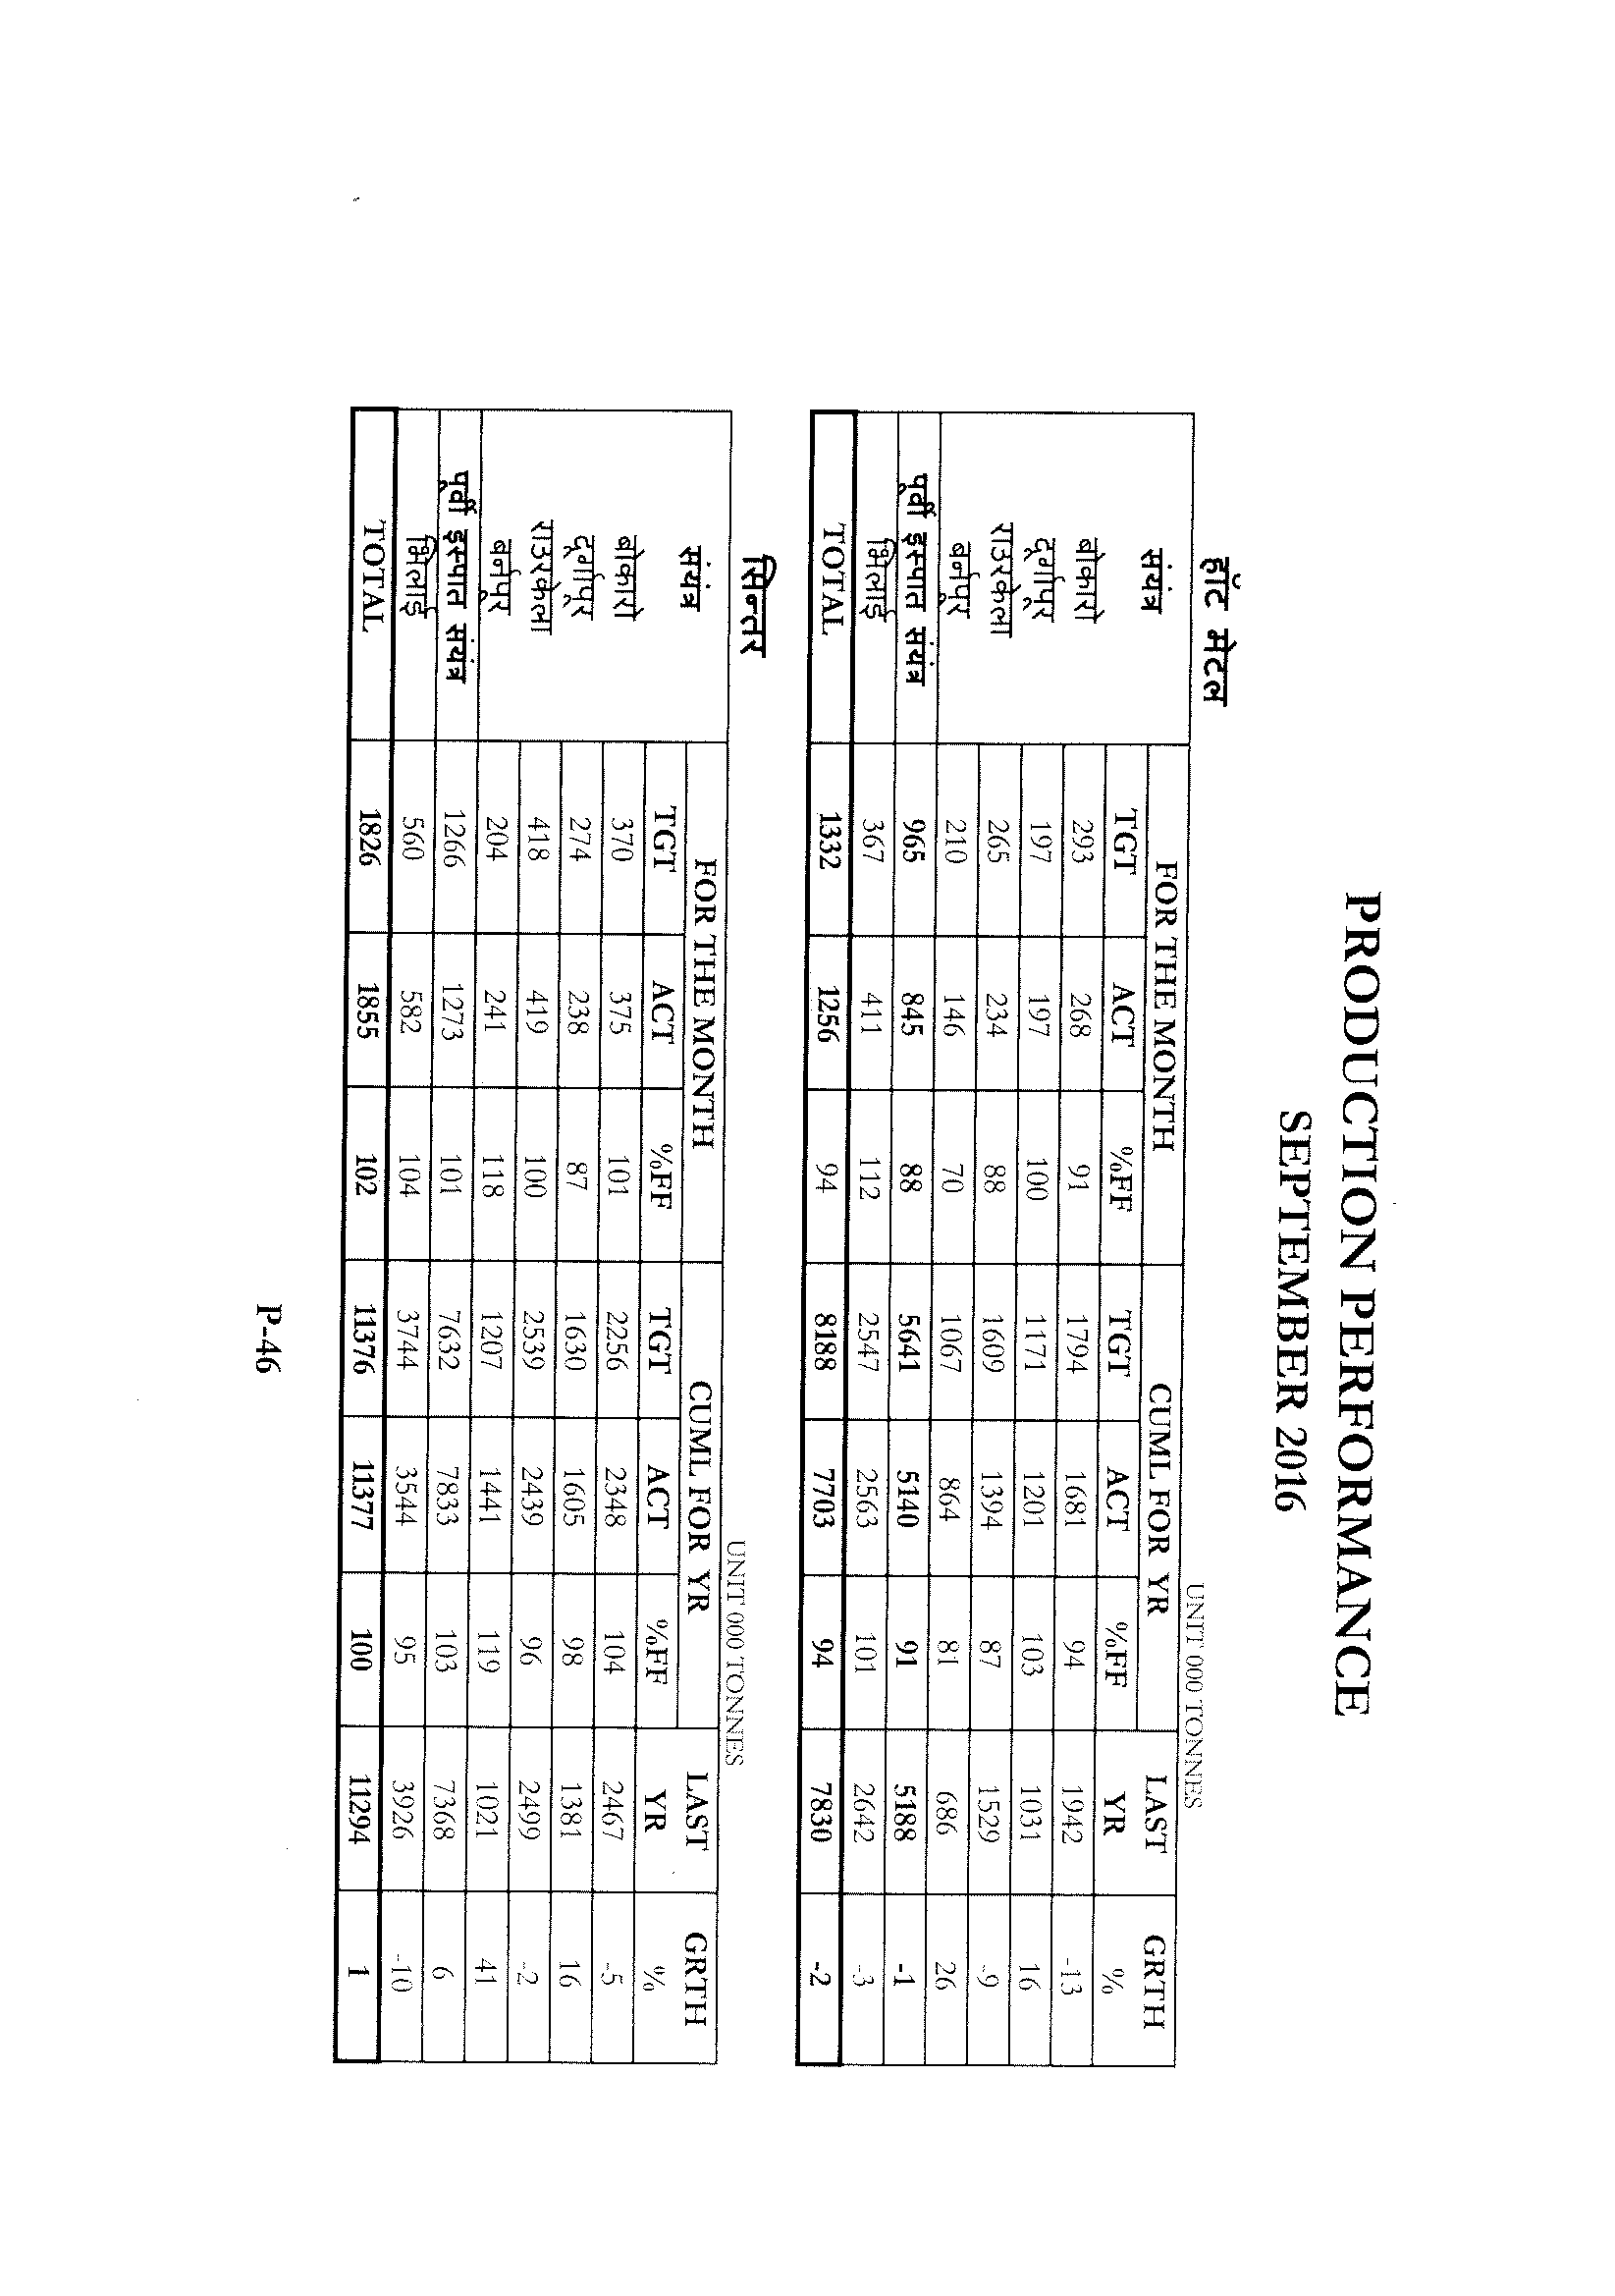 PRODUCTION PERFORMANCE
SEPTEMBER 2016
हॉट मेटल
UNIT 000 TONNES
संयंत्र FOR THE MONTH CUML FOR YR LAST GRTH
TGT ACT %FF TGT ACT %FF YR %
बोकारो 293 268 91 1794 1681 94 1942 -13
दूर्गापुर 197 197 100 1171 1201 103 1031 16
राउरकेला 265 234 88 1609 1394 87 1529 -9
बर्नपुर 210 146 70 1067 864 81 686 26
पूर्वी इस्पात संयंत्र 965 845 88 5641 5140 91 5188 -1
भिलाई 367 411 112 2547 2563 101 2642 -3
TOTAL 1332 1256 94 8188 7703 94 7830 -2
सिन्तर
UNIT 000 TONNES
संयंत्र FOR THE MONTH CUML FOR YR LAST GRTH
TGT ACT %FF TGT ACT %FF YR %
बोकारो 370 375 101 2256 2348 104 2467 -5
दूर्गापुर 274 238 87 1630 1605 98 1381 16
राउरकेला 418 419 100 2539 2439 96 2499 -2
बर्नपुर 204 241 118 1207 1441 119 1021 41
पूर्वी इस्पात संयंत्र 1266 1273 101 7632 7833 103 7368 6
भिलाई 560 582 104 3744 3544 95 3926 -10
TOTAL 1826 1855 102 11376 11377 100 11294 1
P-46